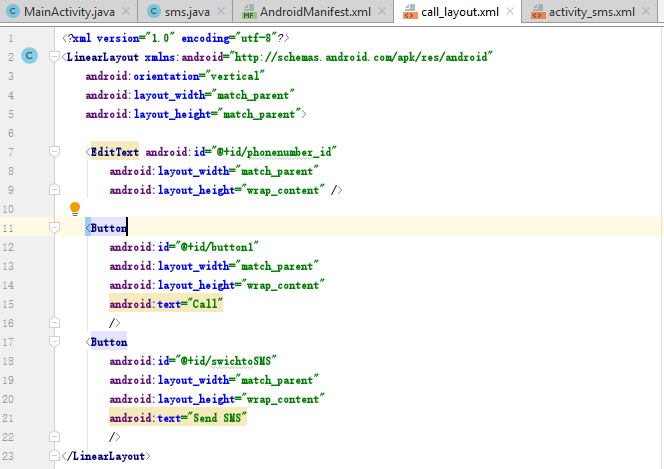 MainActivity.java × sms.java × AndroidManifest.xml × call_layout.xml × activity_sms.xml ×
1 <?xml version="1.0" encoding="utf-8"?>
2 <LinearLayout xmlns:android="http://schemas.android.com/apk/res/android"
3 android:orientation="vertical"
4 android:layout_width="match_parent"
5 android:layout_height="match_parent">
6
7 <EditText android:id="@+id/phonenumber_id"
8 android:layout_width="match_parent"
9 android:layout_height="wrap_content" />
10
11 <Button
12 android:id="@+id/button1"
13 android:layout_width="match_parent"
14 android:layout_height="wrap_content"
15 android:text="Call"
16 />
17 <Button
18 android:id="@+id/swichtoSMS"
19 android:layout_width="match_parent"
20 android:layout_height="wrap_content"
21 android:text="Send SMS"
22 />
23 </LinearLayout>